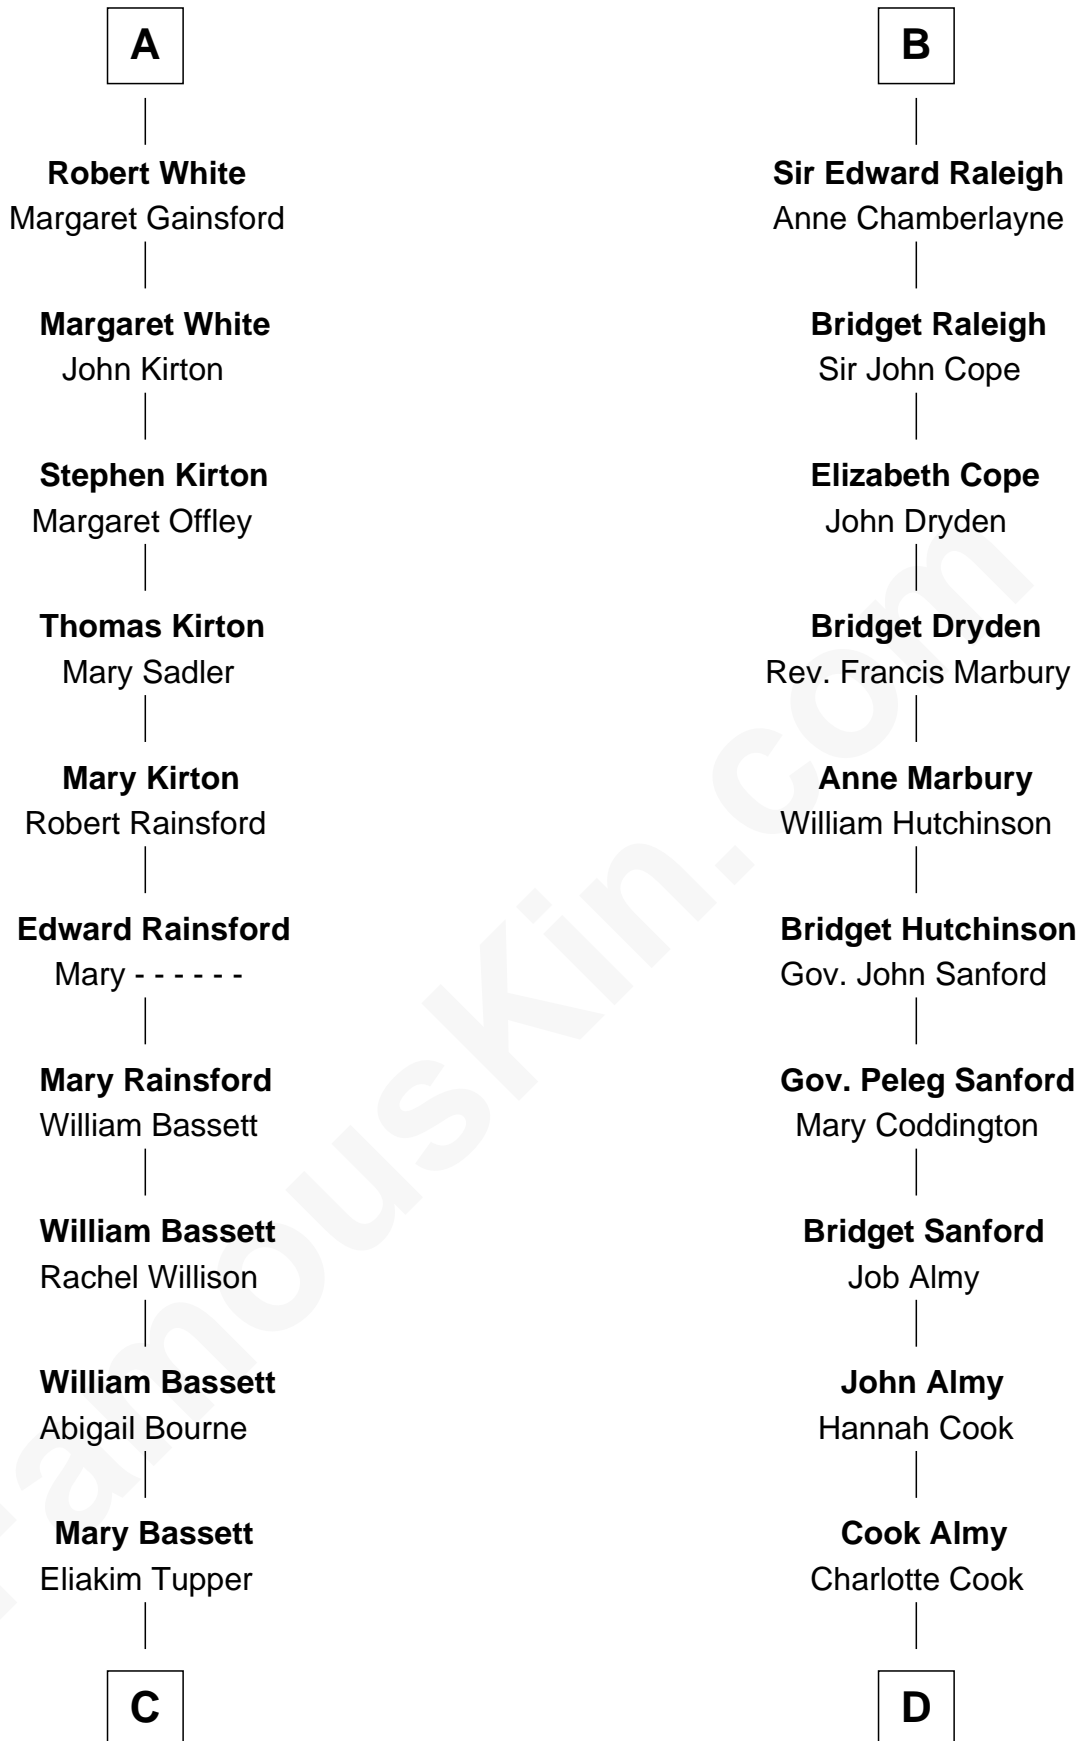 A
Robert White
Margaret Gainsford
Margaret White
John Kirton
Stephen Kirton
Margaret Offley
Thomas Kirton
Mary Sadler
Mary Kirton
Robert Rainsford
Edward Rainsford
Mary - - - - - -
Mary Rainsford
William Bassett
William Bassett
Rachel Willison
William Bassett
Abigail Bourne
Mary Bassett
Eliakim Tupper
C
B
Sir Edward Raleigh
Anne Chamberlayne
Bridget Raleigh
Sir John Cope
Elizabeth Cope
John Dryden
Bridget Dryden
Rev. Francis Marbury
Anne Marbury
William Hutchinson
Bridget Hutchinson
Gov. John Sanford
Gov. Peleg Sanford
Mary Coddington
Bridget Sanford
Job Almy
John Almy
Hannah Cook
Cook Almy
Charlotte Cook
D
FamousKin.com